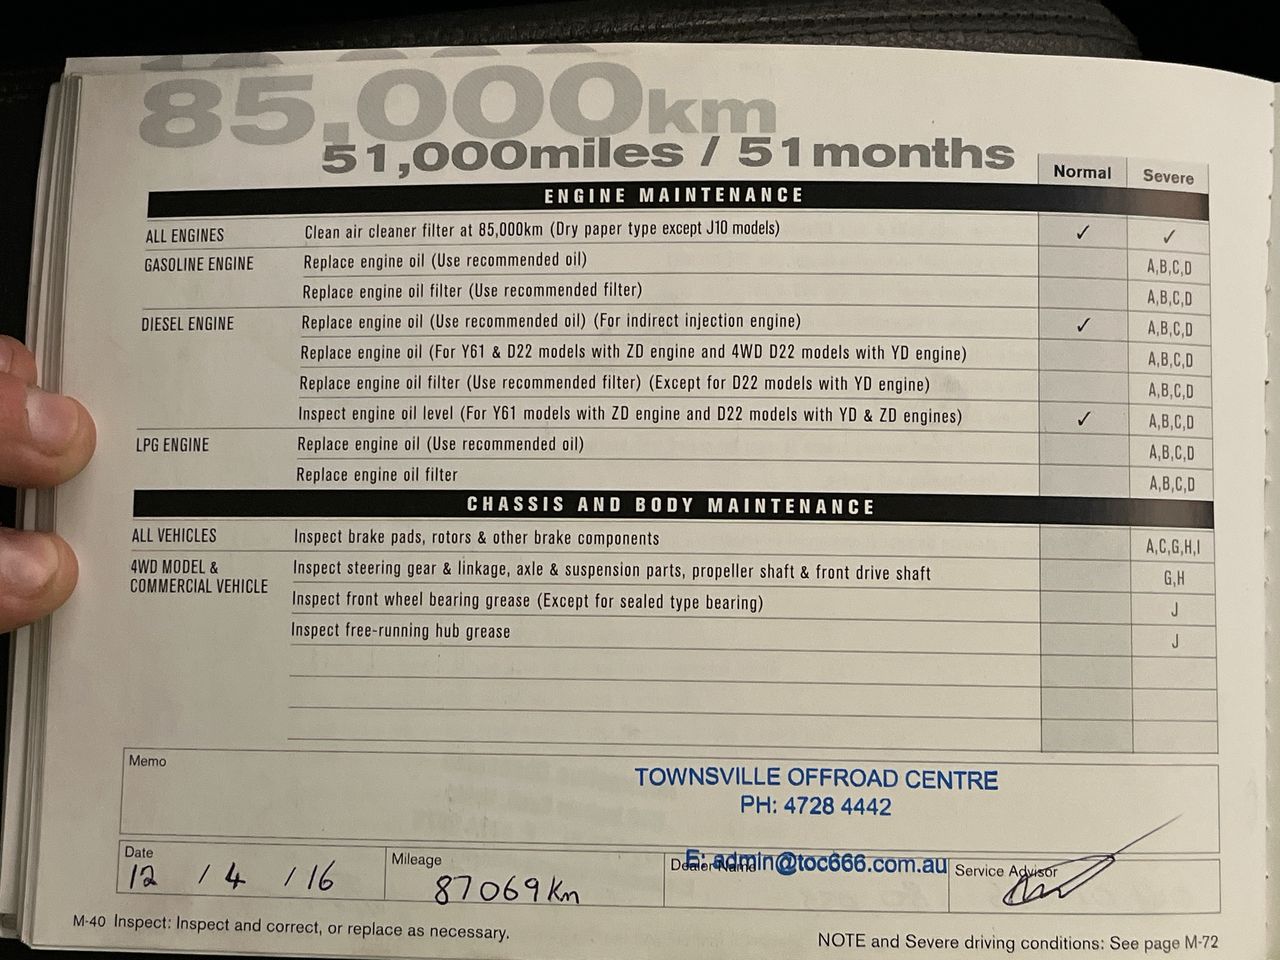 85,000km
51,000miles / 51months
Normal Severe
ENGINE MAINTENANCE
ALL ENGINES Clean air cleaner filter at 85,000km (Dry paper type except J10 models) ✓ ✓
GASOLINE ENGINE Replace engine oil (Use recommended oil) A,B,C,D
Replace engine oil filter (Use recommended filter) A,B,C,D
DIESEL ENGINE Replace engine oil (Use recommended oil) (For indirect injection engine) ✓ A,B,C,D
Replace engine oil (For Y61 & D22 models with ZD engine and 4WD D22 models with YD engine) A,B,C,D
Replace engine oil filter (Use recommended filter) (Except for D22 models with YD engine) A,B,C,D
Inspect engine oil level (For Y61 models with ZD engine and D22 models with YD & ZD engines) ✓ A,B,C,D
LPG ENGINE Replace engine oil (Use recommended oil) A,B,C,D
Replace engine oil filter A,B,C,D
CHASSIS AND BODY MAINTENANCE
ALL VEHICLES Inspect brake pads, rotors & other brake components A,C,G,H,I
4WD MODEL & Inspect steering gear & linkage, axle & suspension parts, propeller shaft & front drive shaft G,H
COMMERCIAL VEHICLE Inspect front wheel bearing grease (Except for sealed type bearing) J
Inspect free-running hub grease J
Memo
TOWNSVILLE OFFROAD CENTRE
PH: 4728 4442
E: admin@toc666.com.au
Date Mileage Dealer Name Service Advisor
12 / 4 / 16 87069Km
M-40 Inspect: Inspect and correct, or replace as necessary.
NOTE and Severe driving conditions: See page M-72